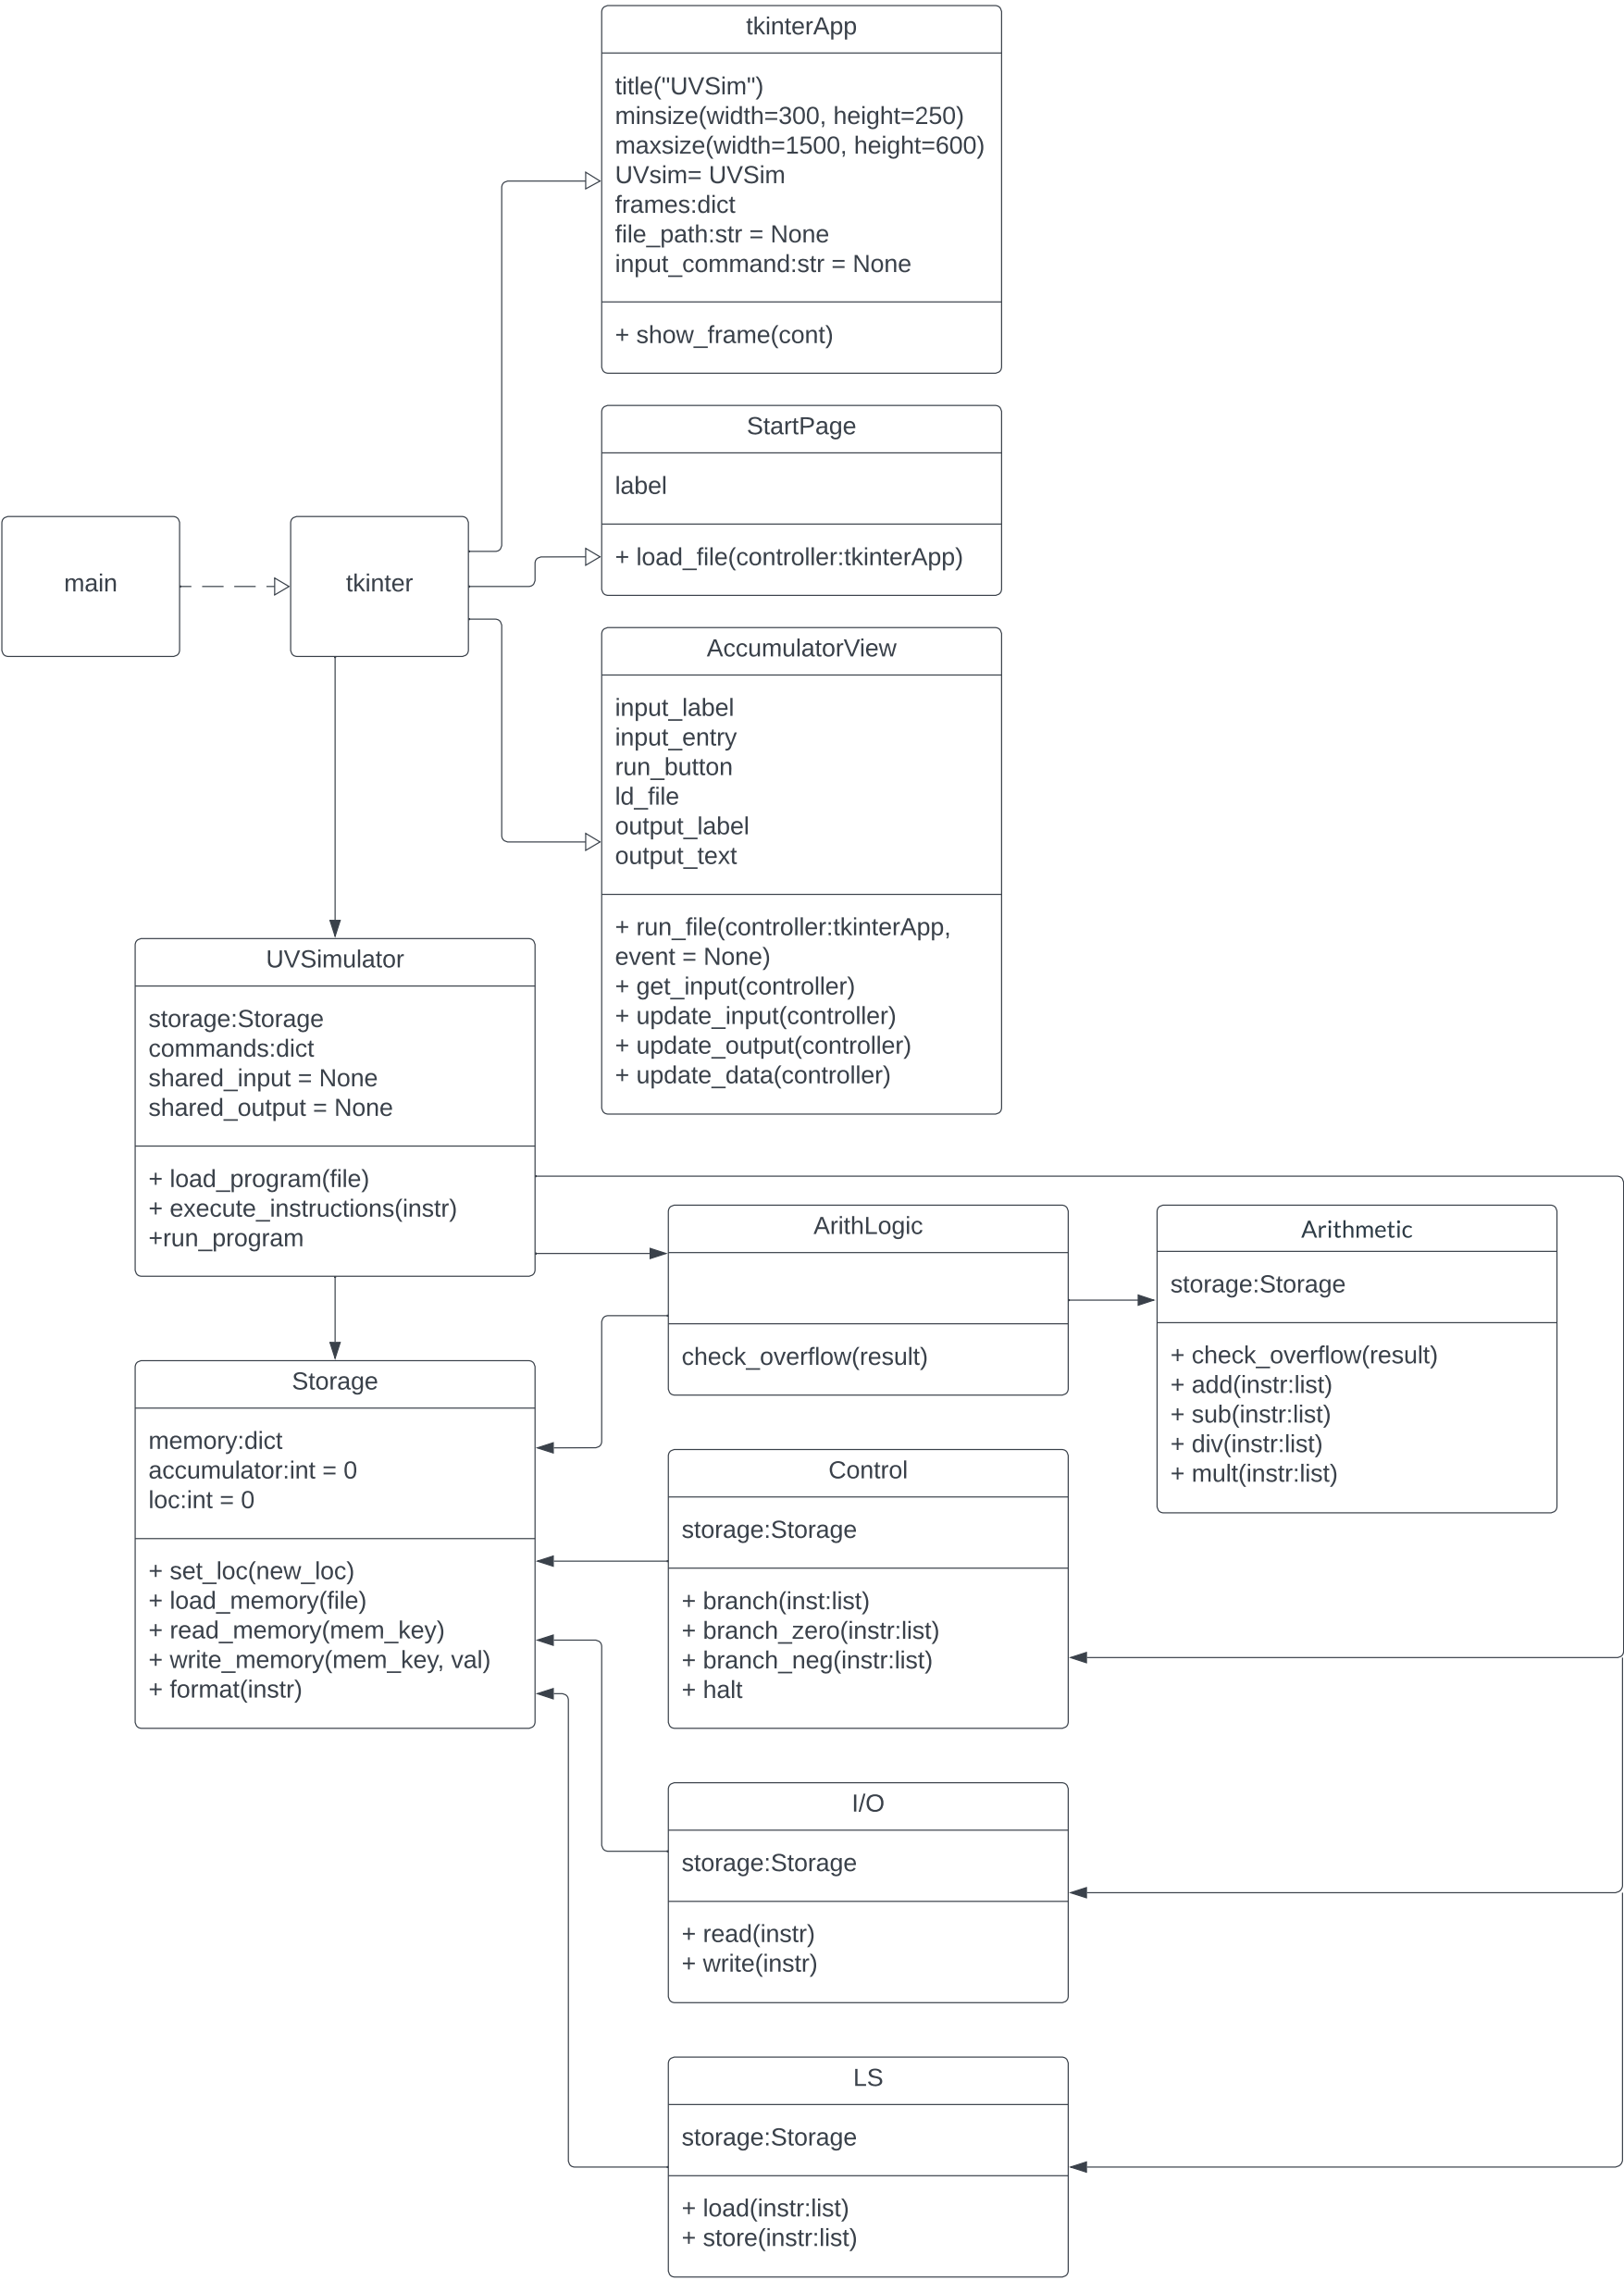 tkinterApp
title("UVSim")
minsize(width=300, height=250)
maxsize(width=1500, height=600)
UVsim= UVSim
frames:dict
file_path:str = None
input_command:str = None
+ show_frame(cont)
StartPage
label
+ load_file(controller:tkinterApp)
main
tkinter
AccumulatorView
input_label
input_entry
run_button
ld_file
output_label
output_text
+ run_file(controller:tkinterApp,
event = None)
+ get_input(controller)
+ update_input(controller)
+ update_output(controller)
+ update_data(controller)
UVSimulator
storage:Storage
commands:dict
shared_input = None
shared_output = None
+ load_program(file)
+ execute_instructions(instr)
+run_program
ArithLogic
check_overflow(result)
Arithmetic
storage:Storage
+ check_overflow(result)
+ add(instr:list)
+ sub(instr:list)
+ div(instr:list)
+ mult(instr:list)
Storage
memory:dict
accumulator:int = 0
loc:int = 0
+ set_loc(new_loc)
+ load_memory(file)
+ read_memory(mem_key)
+ write_memory(mem_key, val)
+ format(instr)
Control
storage:Storage
+ branch(inst:list)
+ branch_zero(instr:list)
+ branch_neg(instr:list)
+ halt
I/O
storage:Storage
+ read(instr)
+ write(instr)
LS
storage:Storage
+ load(instr:list)
+ store(instr:list)